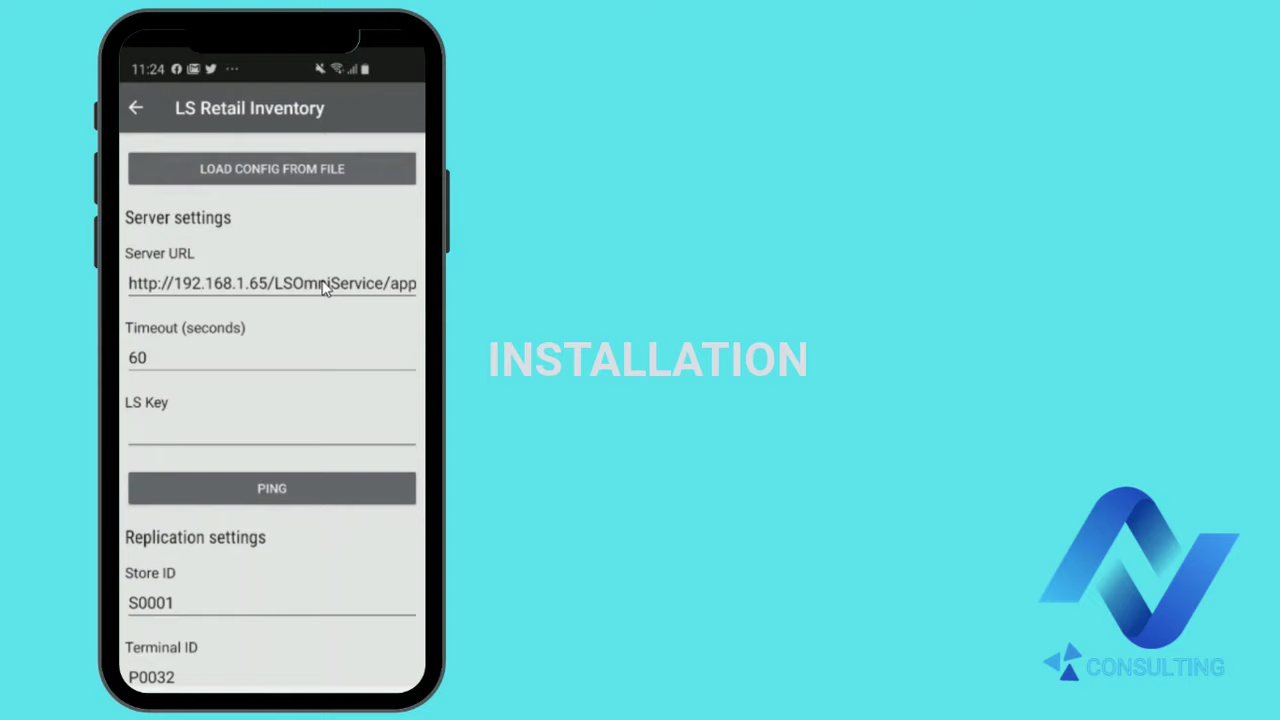 11:24 ...
LS Retail Inventory
LOAD CONFIG FROM FILE
Server settings
Server URL
http://192.168.1.65/LSOmniService/app
Timeout (seconds)
60
LS Key
PING
Replication settings
Store ID
S0001
Terminal ID
P0032
INSTALLATION
CONSULTING